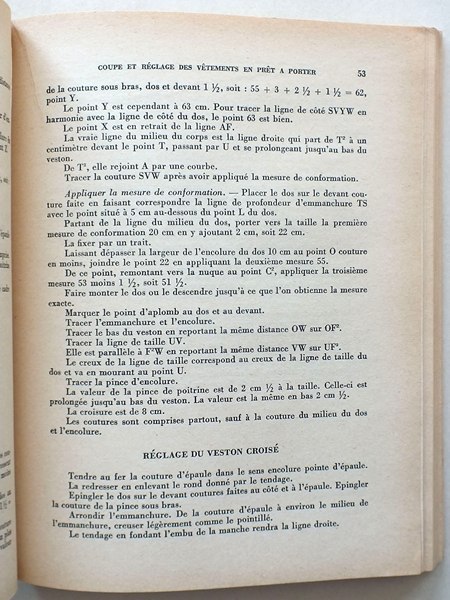 COUPE ET RÉGLAGE DES VÊTEMENTS EN PRÊT A PORTER 53
de la couture sous bras, dos et devant 1 ½, soit : 55 + 3 + 2 ½ + 1 ½ = 62,
point Y.
Le point Y est cependant à 63 cm. Pour tracer la ligne de côté SVYW en
harmonie avec la ligne de côté du dos, le point 63 est bien.
Le point X est en retrait de la ligne AF.
La vraie ligne du milieu du corps est la ligne droite qui part de T² à un
centimètre devant le point T, passant par U et se prolongeant jusqu'au bas du
veston.
De T², elle rejoint A par une courbe.
Tracer la couture SVW après avoir appliqué la mesure de conformation.
Appliquer la mesure de conformation. — Placer le dos sur le devant cou-
ture faite en faisant correspondre la ligne de profondeur d'emmanchure TS
avec le point situé à 5 cm au-dessous du point L du dos.
Partant de la ligne du milieu du dos, porter vers la taille la première
mesure de conformation 20 cm en y ajoutant 2 cm, soit 22 cm.
La fixer par un trait.
Laissant dépasser la largeur de l'encolure du dos 10 cm au point O couture
en moins, joindre le point 22 en appliquant la deuxième mesure 55.
De ce point, remontant vers la nuque au point C², appliquer la troisième
mesure 53 moins 1 ½, soit 51 ½.
Faire monter le dos ou le descendre jusqu'à ce que l'on obtienne la mesure
exacte.
Marquer le point d'aplomb au dos et au devant.
Tracer l'emmanchure et l'encolure.
Tracer le bas du veston en reportant la même distance OW sur OF².
Tracer la ligne de taille UV.
Elle est parallèle à F²W en reportant la même distance VW sur UF².
Le creux de la ligne de taille correspond au creux de la ligne de taille du
dos et va en mourant au point U.
Tracer la pince d'encolure.
La valeur de la pince de poitrine est de 2 cm ½ à la taille. Celle-ci est
prolongée jusqu'au bas du veston. La valeur est la même en bas 2 cm ½.
La croisure est de 8 cm.
Les coutures sont comprises partout, sauf à la couture du milieu du dos
et l'encolure.
RÉGLAGE DU VESTON CROISÉ
Tendre au fer la couture d'épaule dans le sens encolure pointe d'épaule.
La redresser en enlevant le rond donné par le tendage.
Epingler le dos sur le devant coutures faites au côté et à l'épaule. Epingler
la couture de la pince sous bras.
Arrondir l'emmanchure. De la couture d'épaule à environ le milieu de
l'emmanchure, creuser légèrement comme le pointillé.
Le tendage en fondant l'embu de la manche rendra la ligne droite.